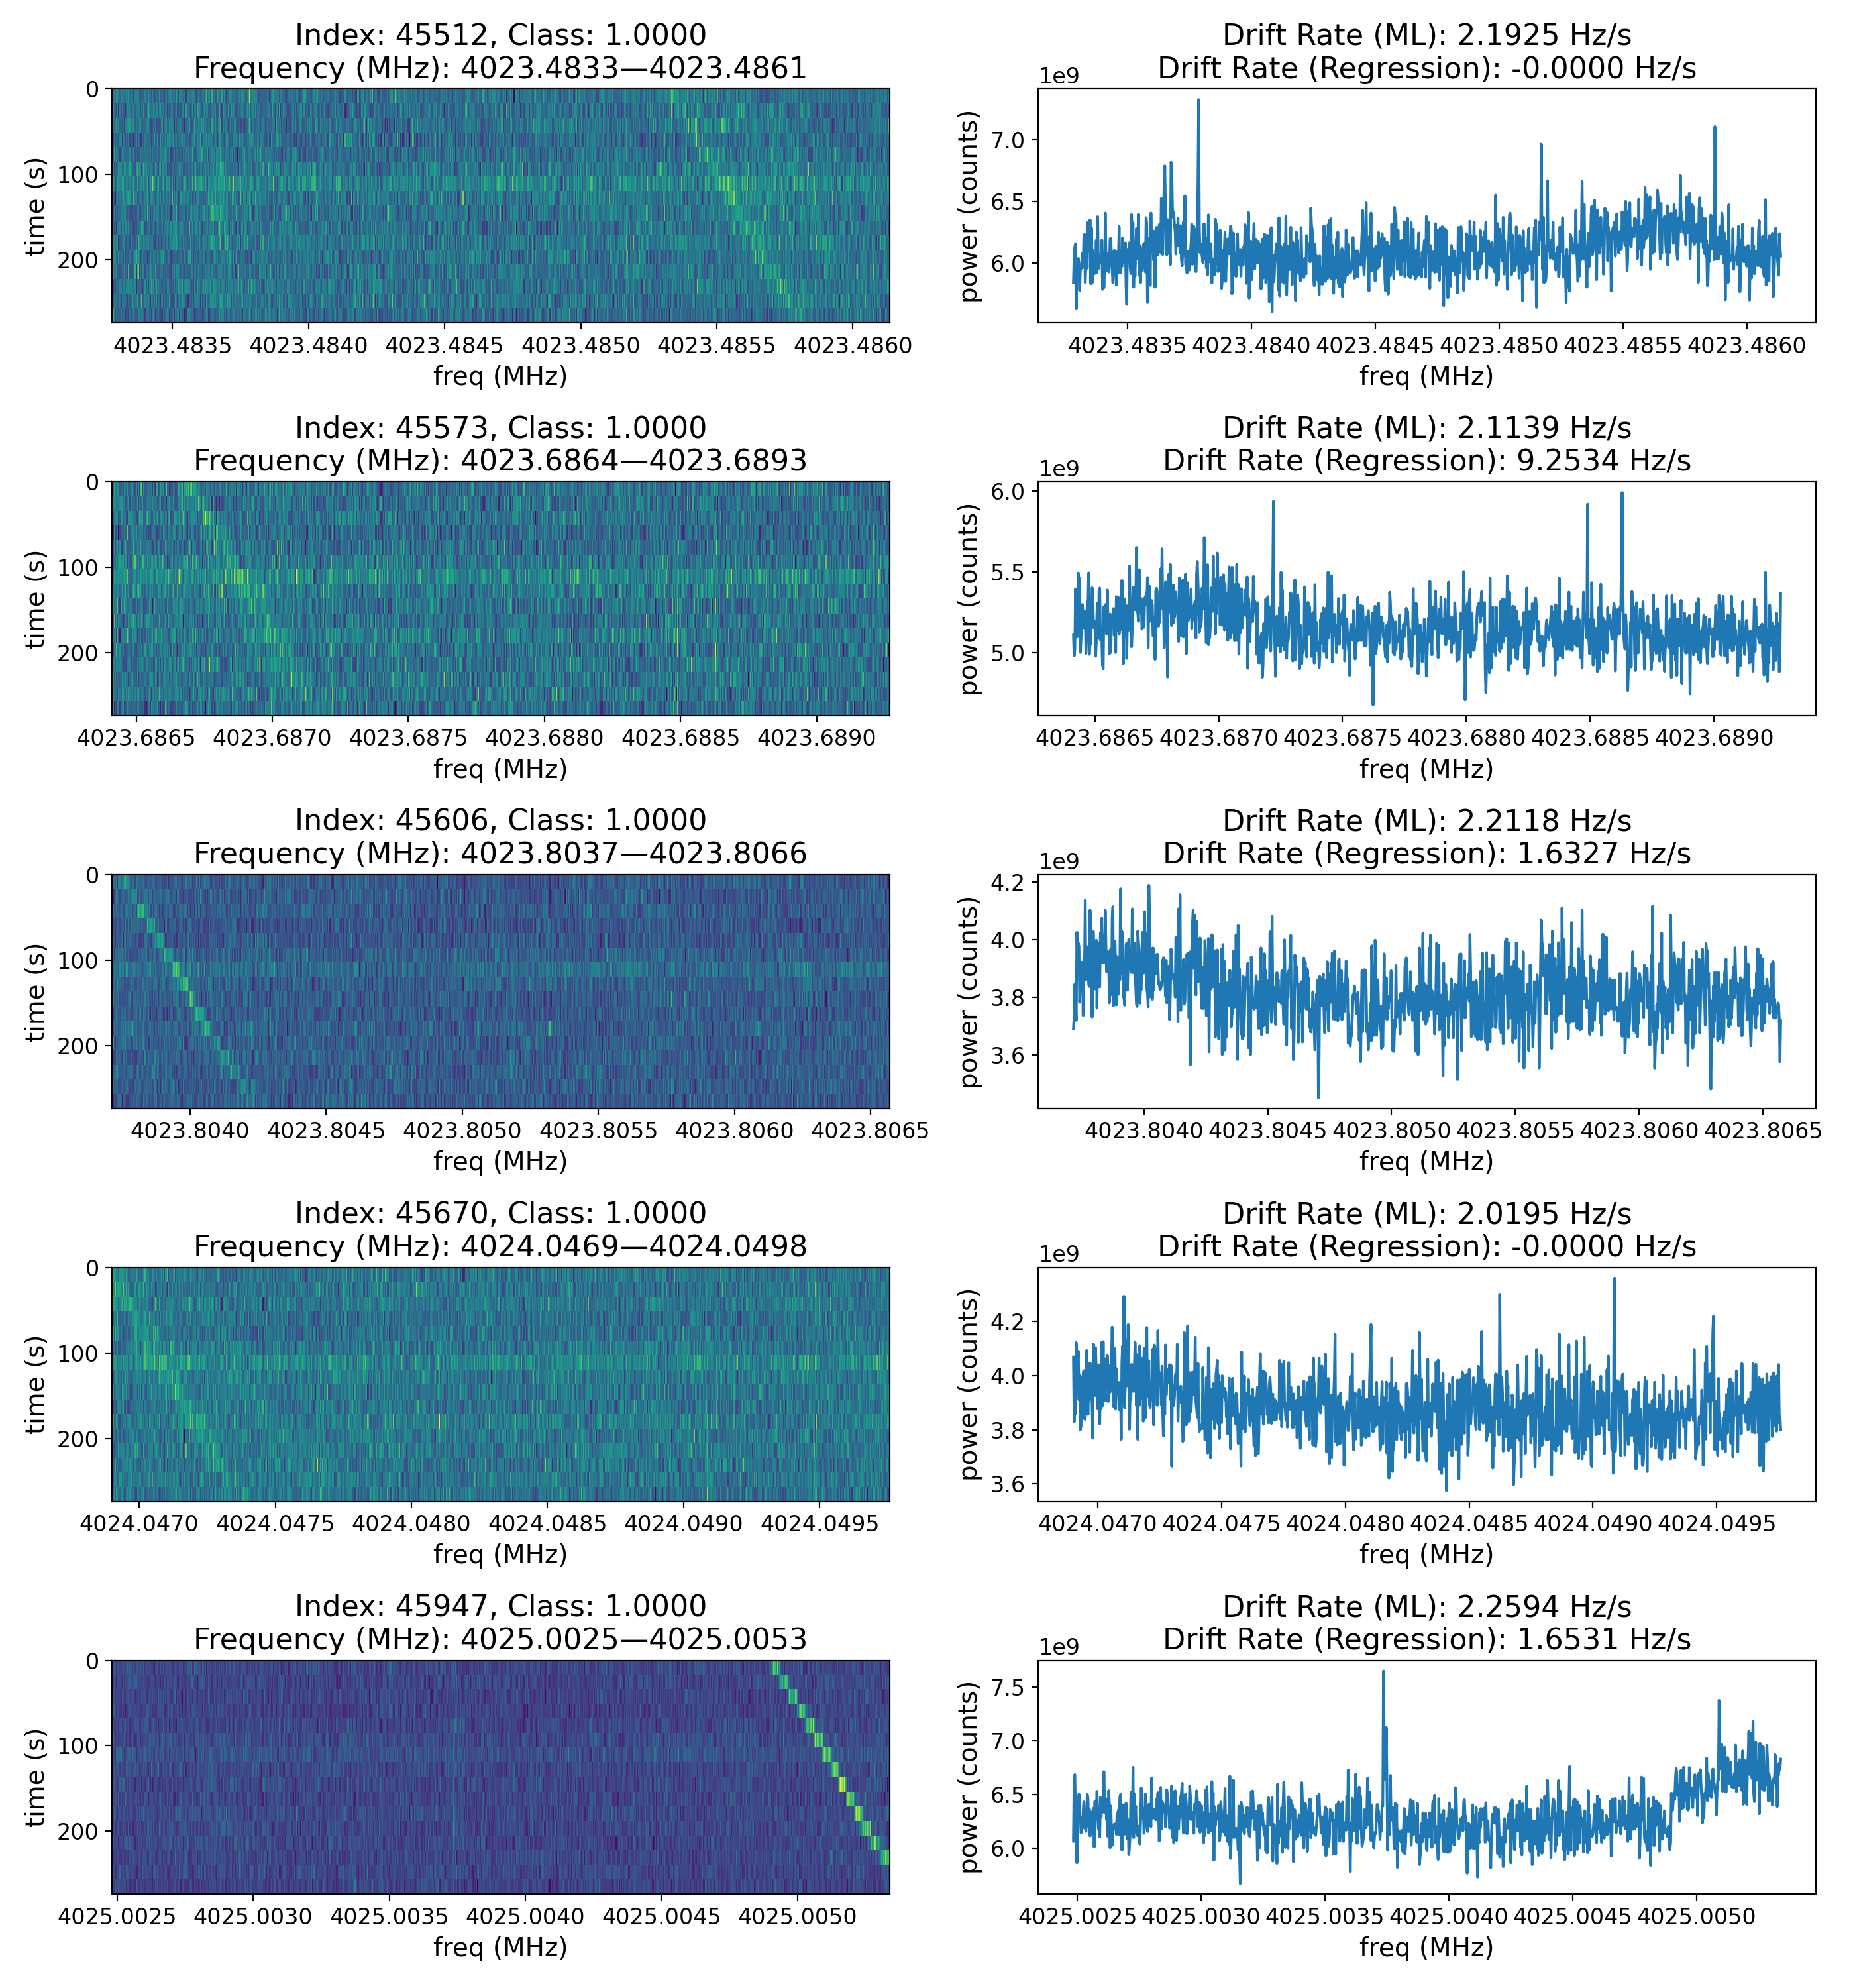 Index: 45512, Class: 1.0000
Frequency (MHz): 4023.4833—4023.4861
0
100
200
time (s)
4023.4835 4023.4840 4023.4845 4023.4850 4023.4855 4023.4860
freq (MHz)
Drift Rate (ML): 2.1925 Hz/s
Drift Rate (Regression): -0.0000 Hz/s
1e9
7.0
6.5
6.0
power (counts)
4023.4835 4023.4840 4023.4845 4023.4850 4023.4855 4023.4860
freq (MHz)
Index: 45573, Class: 1.0000
Frequency (MHz): 4023.6864—4023.6893
0
100
200
time (s)
4023.6865 4023.6870 4023.6875 4023.6880 4023.6885 4023.6890
freq (MHz)
Drift Rate (ML): 2.1139 Hz/s
Drift Rate (Regression): 9.2534 Hz/s
1e9
6.0
5.5
5.0
power (counts)
4023.6865 4023.6870 4023.6875 4023.6880 4023.6885 4023.6890
freq (MHz)
Index: 45606, Class: 1.0000
Frequency (MHz): 4023.8037—4023.8066
0
100
200
time (s)
4023.8040 4023.8045 4023.8050 4023.8055 4023.8060 4023.8065
freq (MHz)
Drift Rate (ML): 2.2118 Hz/s
Drift Rate (Regression): 1.6327 Hz/s
1e9
4.2
4.0
3.8
3.6
power (counts)
4023.8040 4023.8045 4023.8050 4023.8055 4023.8060 4023.8065
freq (MHz)
Index: 45670, Class: 1.0000
Frequency (MHz): 4024.0469—4024.0498
0
100
200
time (s)
4024.0470 4024.0475 4024.0480 4024.0485 4024.0490 4024.0495
freq (MHz)
Drift Rate (ML): 2.0195 Hz/s
Drift Rate (Regression): -0.0000 Hz/s
1e9
4.2
4.0
3.8
3.6
power (counts)
4024.0470 4024.0475 4024.0480 4024.0485 4024.0490 4024.0495
freq (MHz)
Index: 45947, Class: 1.0000
Frequency (MHz): 4025.0025—4025.0053
0
100
200
time (s)
4025.0025 4025.0030 4025.0035 4025.0040 4025.0045 4025.0050
freq (MHz)
Drift Rate (ML): 2.2594 Hz/s
Drift Rate (Regression): 1.6531 Hz/s
1e9
7.5
7.0
6.5
6.0
power (counts)
4025.0025 4025.0030 4025.0035 4025.0040 4025.0045 4025.0050
freq (MHz)